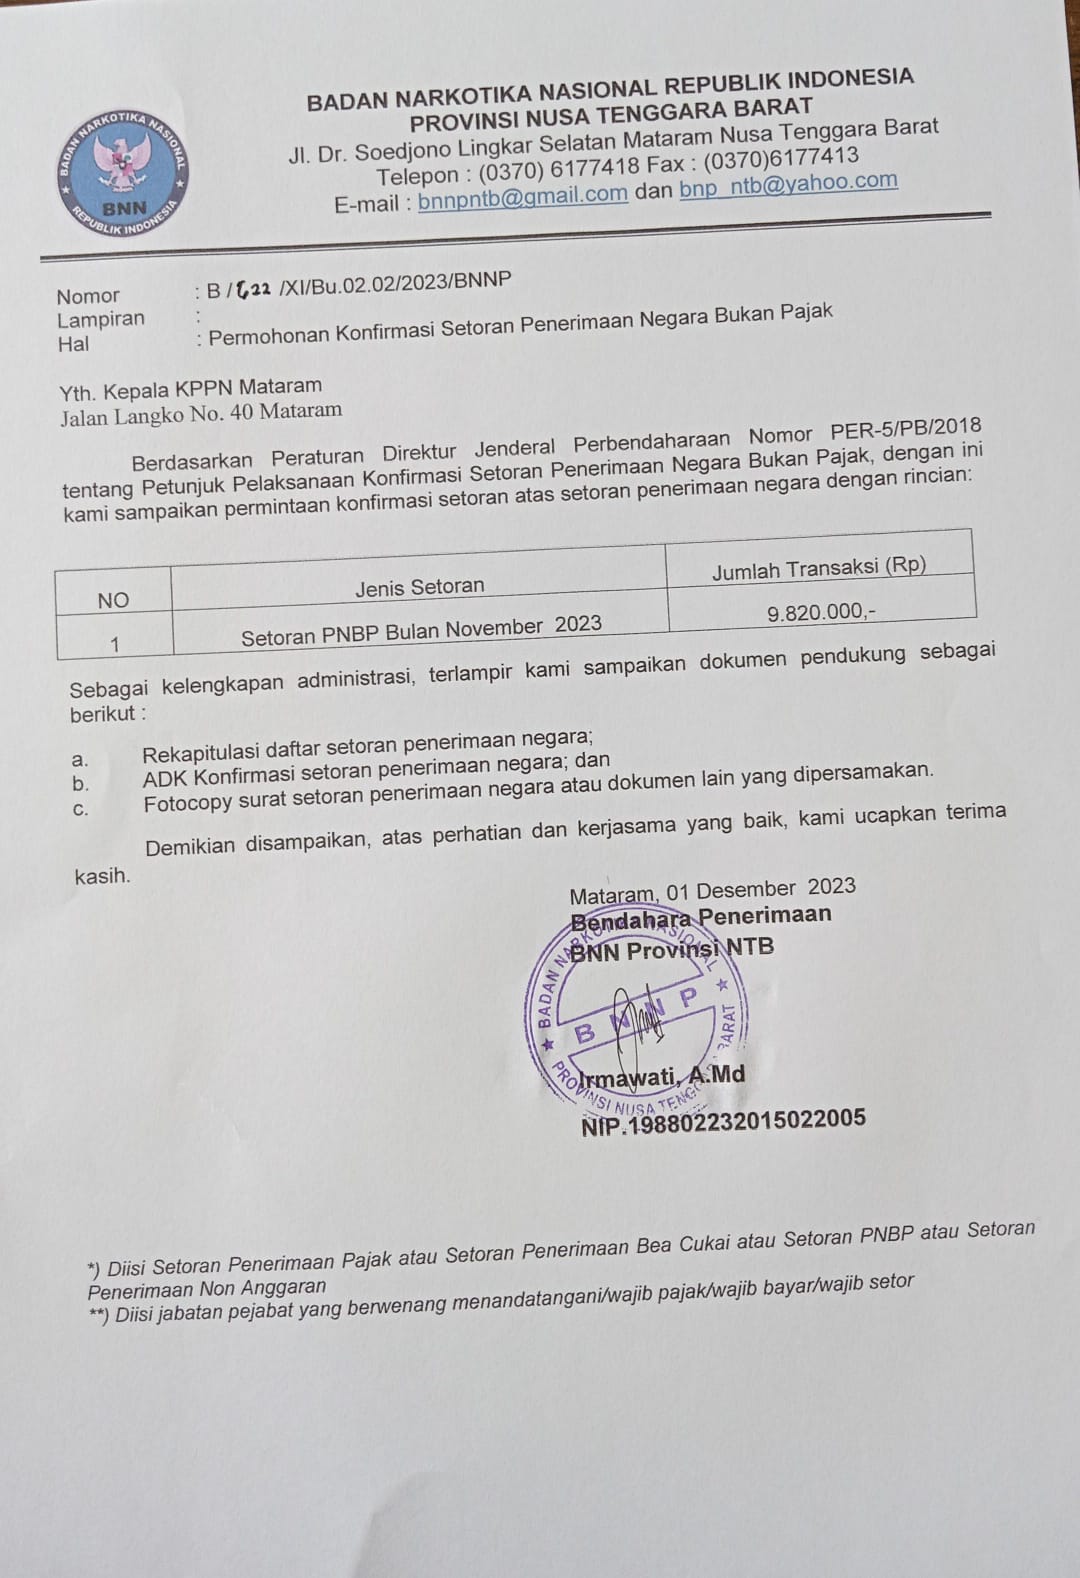 BADAN NARKOTIKA NASIONAL REPUBLIK INDONESIA
PROVINSI NUSA TENGGARA BARAT
Jl. Dr. Soedjono Lingkar Selatan Mataram Nusa Tenggara Barat
Telepon : (0370) 6177418 Fax : (0370)6177413
E-mail : bnnpntb@gmail.com dan bnp_ntb@yahoo.com
BADAN NARKOTIKA NASIONAL
BNN
REPUBLIK INDONESIA
Nomor : B / /XI/Bu.02.02/2023/BNNP
Lampiran :
Hal : Permohonan Konfirmasi Setoran Penerimaan Negara Bukan Pajak
Yth. Kepala KPPN Mataram
Jalan Langko No. 40 Mataram
Berdasarkan Peraturan Direktur Jenderal Perbendaharaan Nomor PER-5/PB/2018
tentang Petunjuk Pelaksanaan Konfirmasi Setoran Penerimaan Negara Bukan Pajak, dengan ini
kami sampaikan permintaan konfirmasi setoran atas setoran penerimaan negara dengan rincian:
NO Jenis Setoran Jumlah Transaksi (Rp)
1 Setoran PNBP Bulan November 2023 9.820.000,-
Sebagai kelengkapan administrasi, terlampir kami sampaikan dokumen pendukung sebagai
berikut :
a. Rekapitulasi daftar setoran penerimaan negara;
b. ADK Konfirmasi setoran penerimaan negara; dan
c. Fotocopy surat setoran penerimaan negara atau dokumen lain yang dipersamakan.
Demikian disampaikan, atas perhatian dan kerjasama yang baik, kami ucapkan terima
kasih.
Mataram, 01 Desember 2023
Bendahara Penerimaan
BNN Provinsi NTB
BADAN NARKOTIKA NASIONAL
BNNP
PROVINSI NUSA TENGGARA BARAT
Irmawati, A.Md
NIP.198802232015022005
*) Diisi Setoran Penerimaan Pajak atau Setoran Penerimaan Bea Cukai atau Setoran PNBP atau Setoran
Penerimaan Non Anggaran
**) Diisi jabatan pejabat yang berwenang menandatangani/wajib pajak/wajib bayar/wajib setor